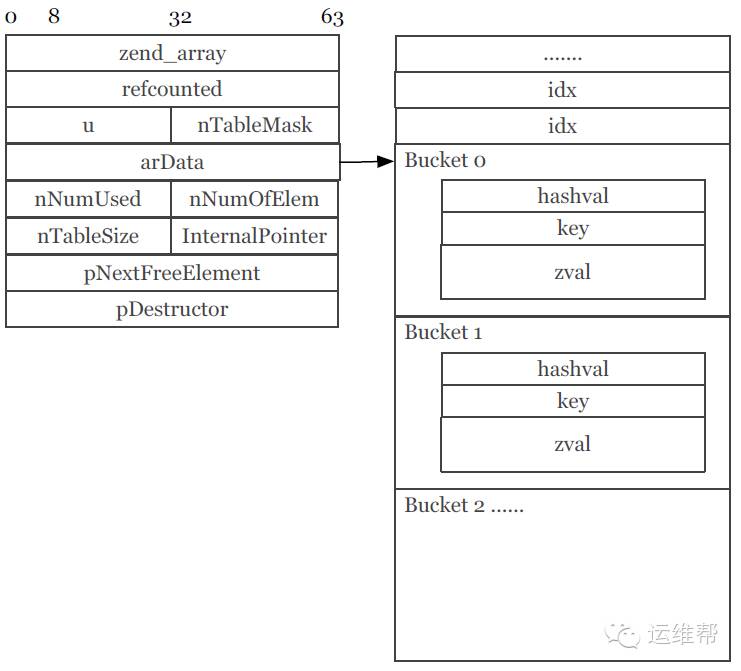 0 8 32 63
zend_array
refcounted
u nTableMask
arData
nNumUsed nNumOfElem
nTableSize InternalPointer
pNextFreeElement
pDestructor
.......
idx
idx
Bucket 0
hashval
key
zval
Bucket 1
hashval
key
zval
Bucket 2 ......
运维帮